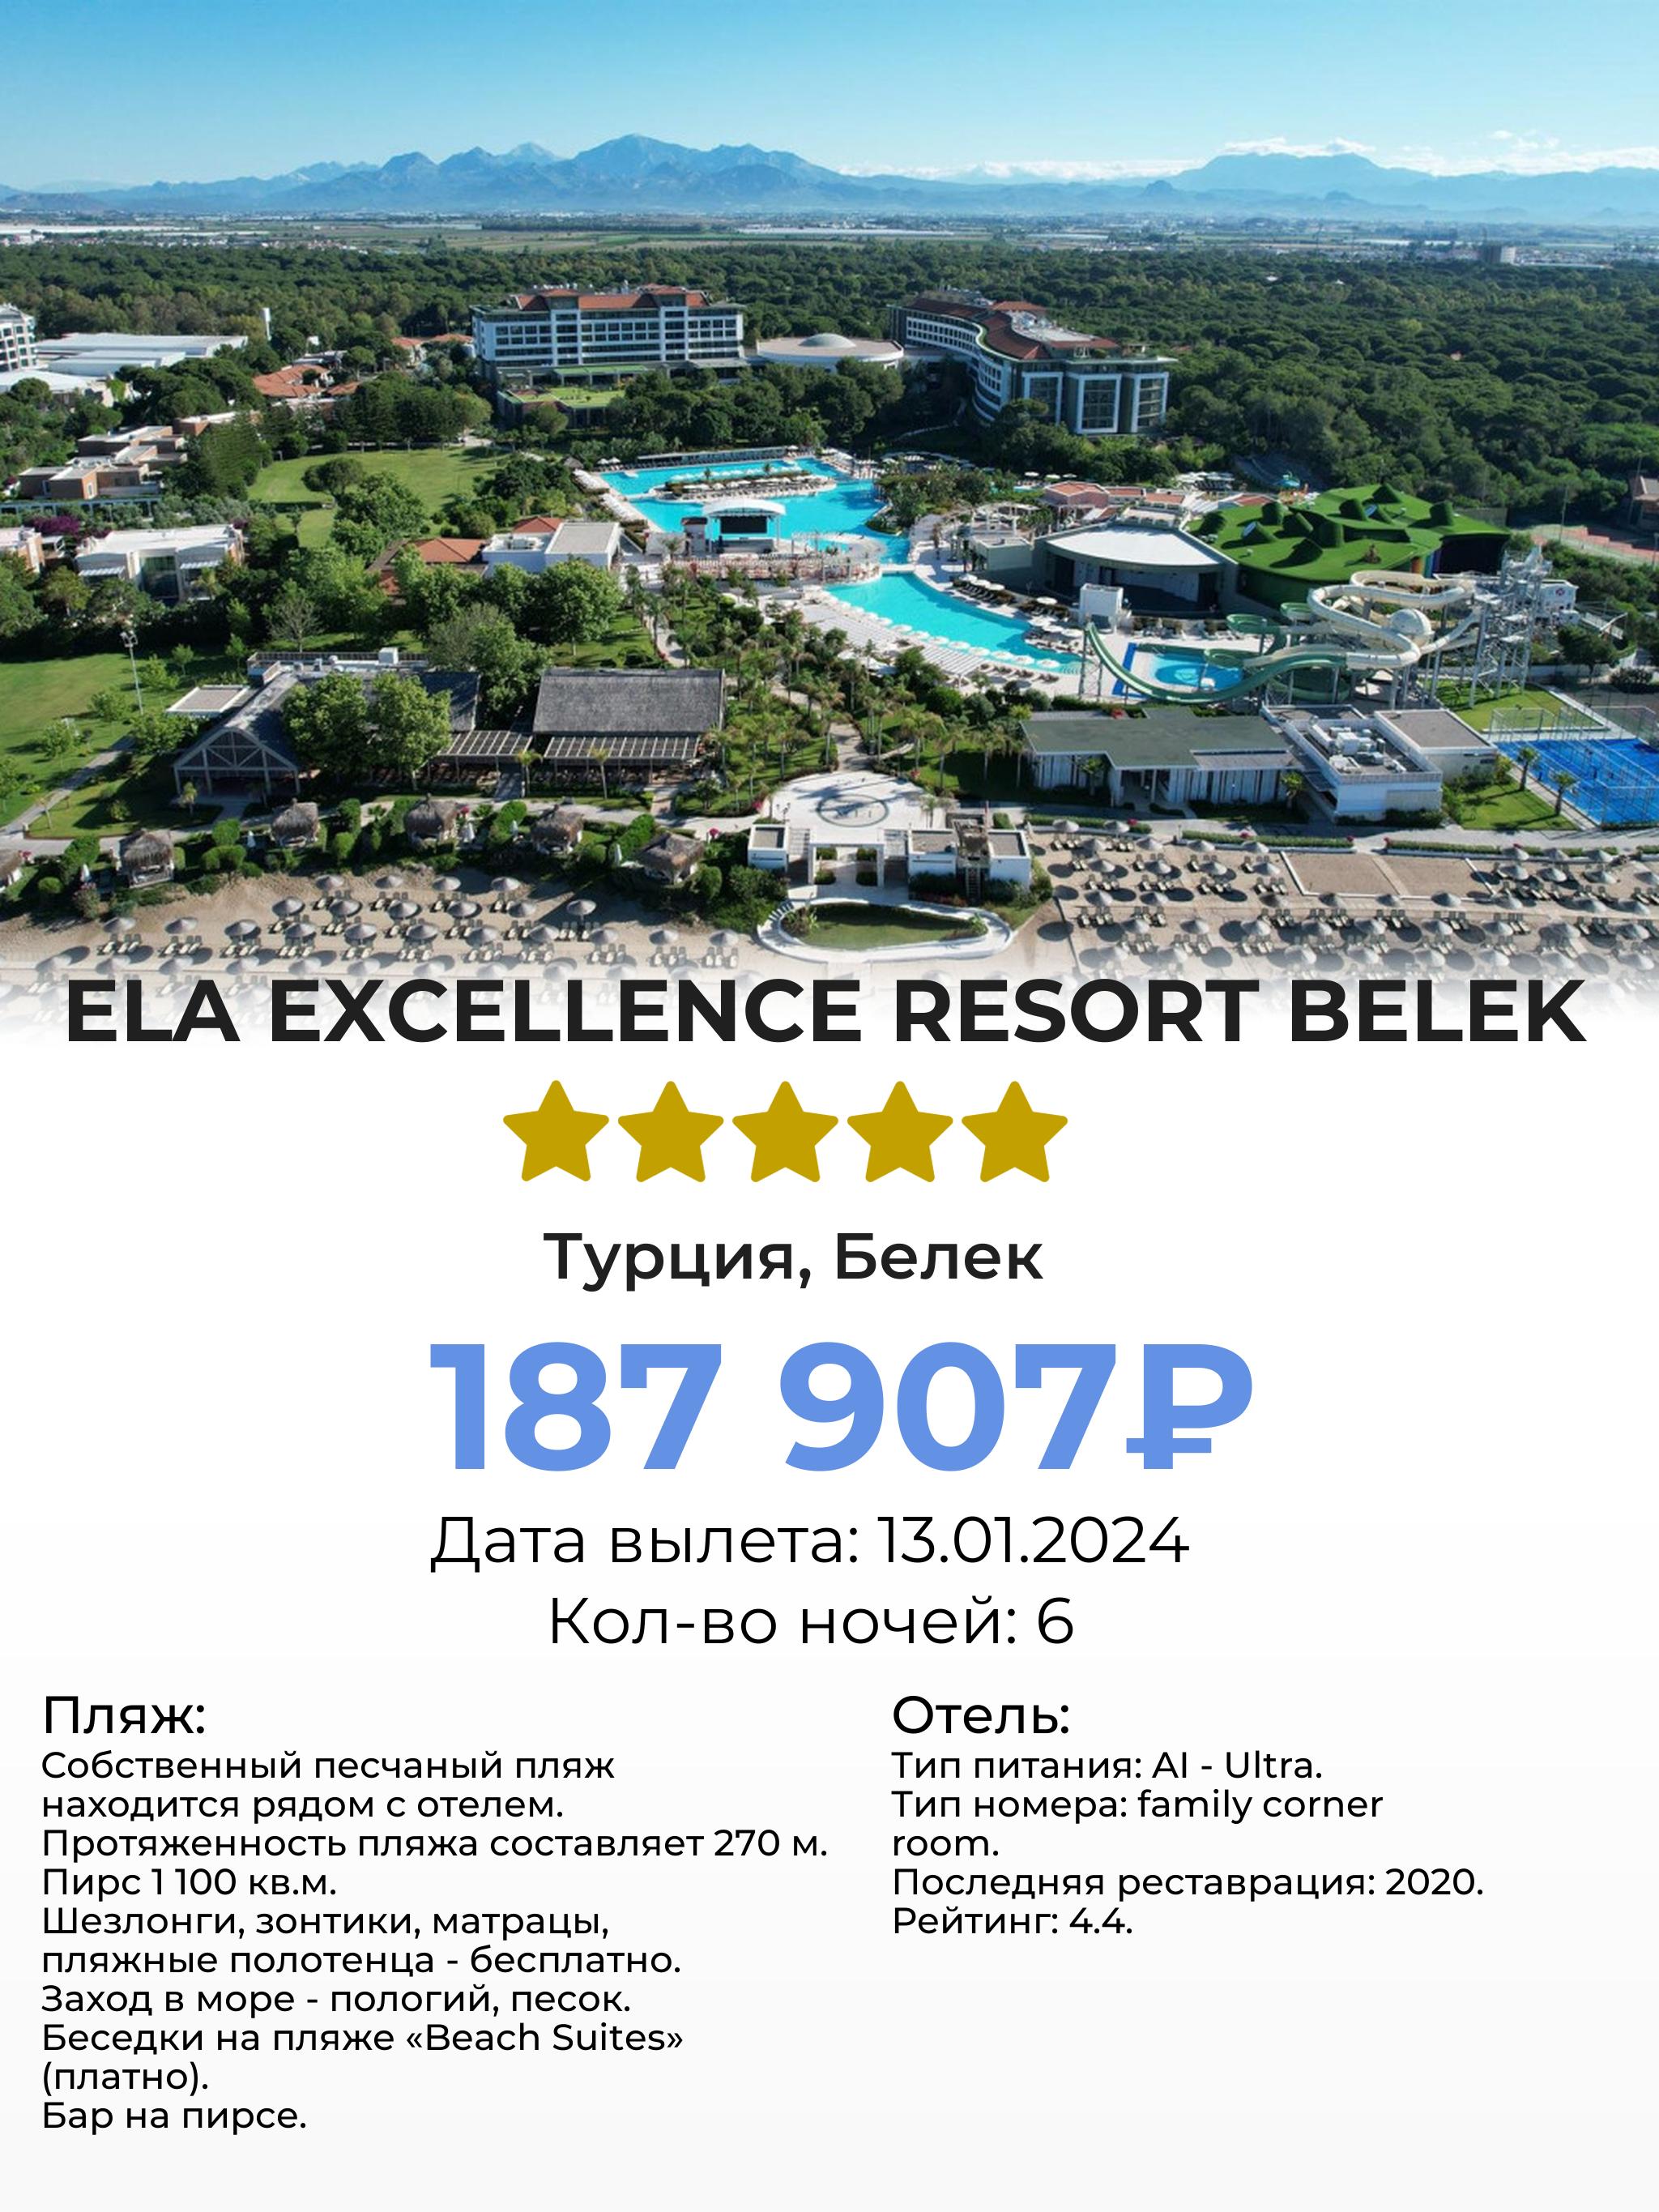 ELA EXCELLENCE RESORT BELEK
Турция, Белек
187 907₽
Дата вылета: 13.01.2024
Кол-во ночей: 6
Пляж:
Собственный песчаный пляж
находится рядом с отелем.
Протяженность пляжа составляет 270 м.
Пирс 1 100 кв.м.
Шезлонги, зонтики, матрацы,
пляжные полотенца - бесплатно.
Заход в море - пологий, песок.
Беседки на пляже «Beach Suites»
(платно).
Бар на пирсе.
Отель:
Тип питания: AI - Ultra.
Тип номера: family corner
room.
Последняя реставрация: 2020.
Рейтинг: 4.4.